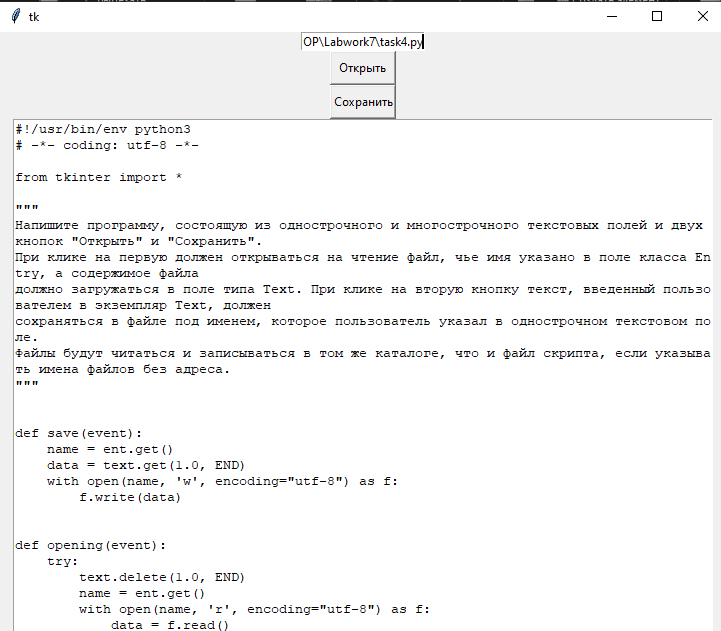 tk
OP\Labwork7\task4.py
Открыть
Сохранить
#!/usr/bin/env python3
# -*- coding: utf-8 -*-
from tkinter import *
"""
Напишите программу, состоящую из однострочного и многострочного текстовых полей и двух
кнопок "Открыть" и "Сохранить".
При клике на первую должен открываться на чтение файл, чье имя указано в поле класса En
try, а содержимое файла
должно загружаться в поле типа Text. При клике на вторую кнопку текст, введенный пользо
вателем в экземпляр Text, должен
сохраняться в файле под именем, которое пользователь указал в однострочном текстовом по
ле.
Файлы будут читаться и записываться в том же каталоге, что и файл скрипта, если указыва
ть имена файлов без адреса.
"""
def save(event):
    name = ent.get()
    data = text.get(1.0, END)
    with open(name, 'w', encoding="utf-8") as f:
        f.write(data)
def opening(event):
    try:
        text.delete(1.0, END)
        name = ent.get()
        with open(name, 'r', encoding="utf-8") as f:
            data = f.read()